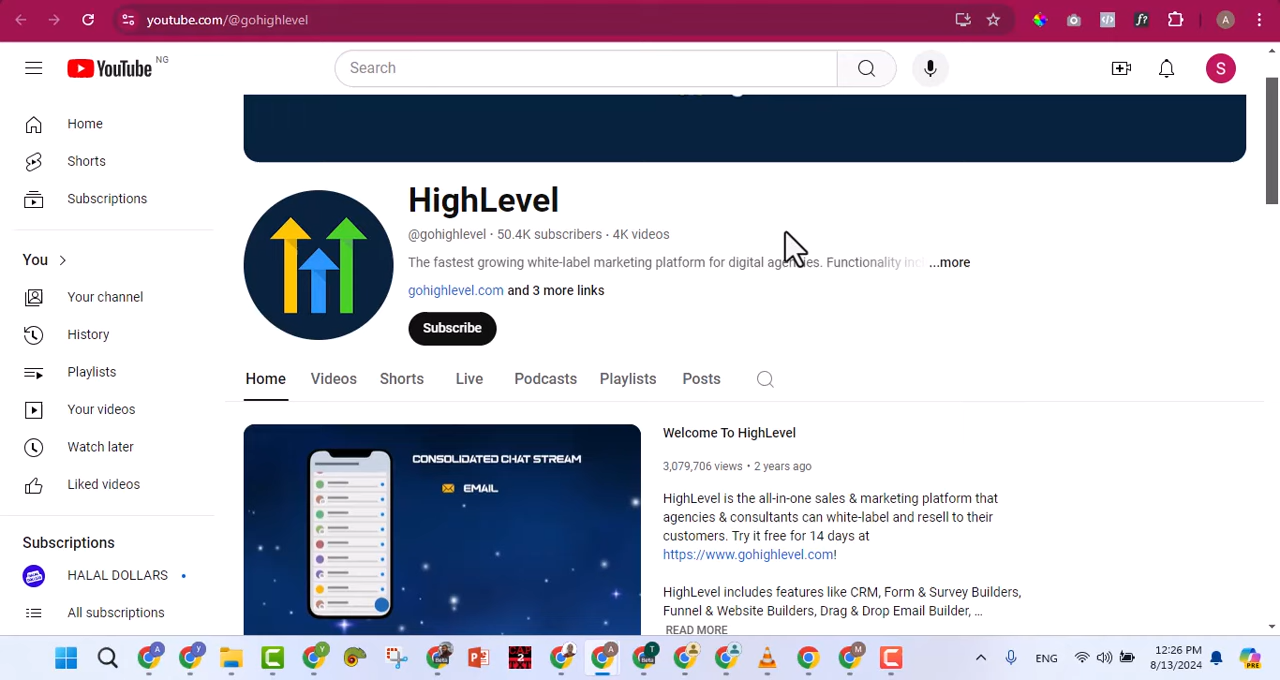 youtube.com/@gohighlevel
A
YouTube NG
Search
S
Home
Shorts
Subscriptions
You
Your channel
History
Playlists
Your videos
Watch later
Liked videos
Subscriptions
HALAL DOLLARS
All subscriptions
HighLevel
@gohighlevel • 50.4K subscribers • 4K videos
The fastest growing white-label marketing platform for digital agencies. Functionality incl ...more
gohighlevel.com and 3 more links
Subscribe
Home Videos Shorts Live Podcasts Playlists Posts
CONSOLIDATED CHAT STREAM
EMAIL
Welcome To HighLevel
3,079,706 views • 2 years ago
HighLevel is the all-in-one sales & marketing platform that
agencies & consultants can white-label and resell to their
customers. Try it free for 14 days at
https://www.gohighlevel.com!
HighLevel includes features like CRM, Form & Survey Builders,
Funnel & Website Builders, Drag & Drop Email Builder, ...
READ MORE
ENG
12:26 PM
8/13/2024